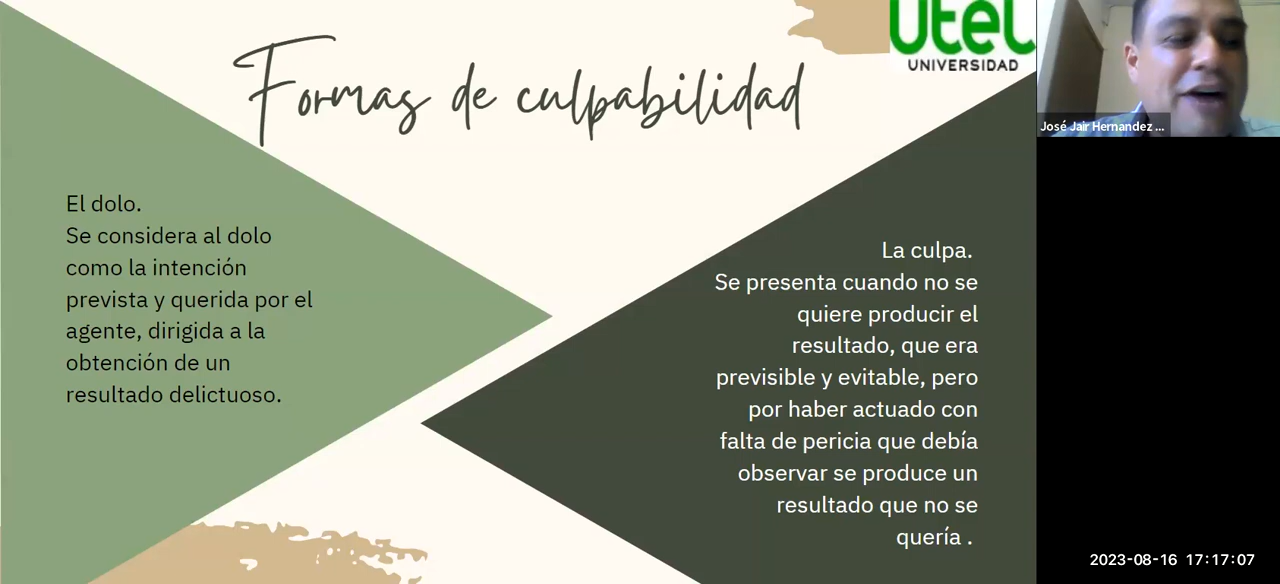 Formas de culpabilidad
Utel
UNIVERSIDAD
José Jair Hernandez ...
El dolo.
Se considera al dolo
como la intención
prevista y querida por el
agente, dirigida a la
obtención de un
resultado delictuoso.
La culpa.
Se presenta cuando no se
quiere producir el
resultado, que era
previsible y evitable, pero
por haber actuado con
falta de pericia que debía
observar se produce un
resultado que no se
quería .
2023-08-16 17:17:07